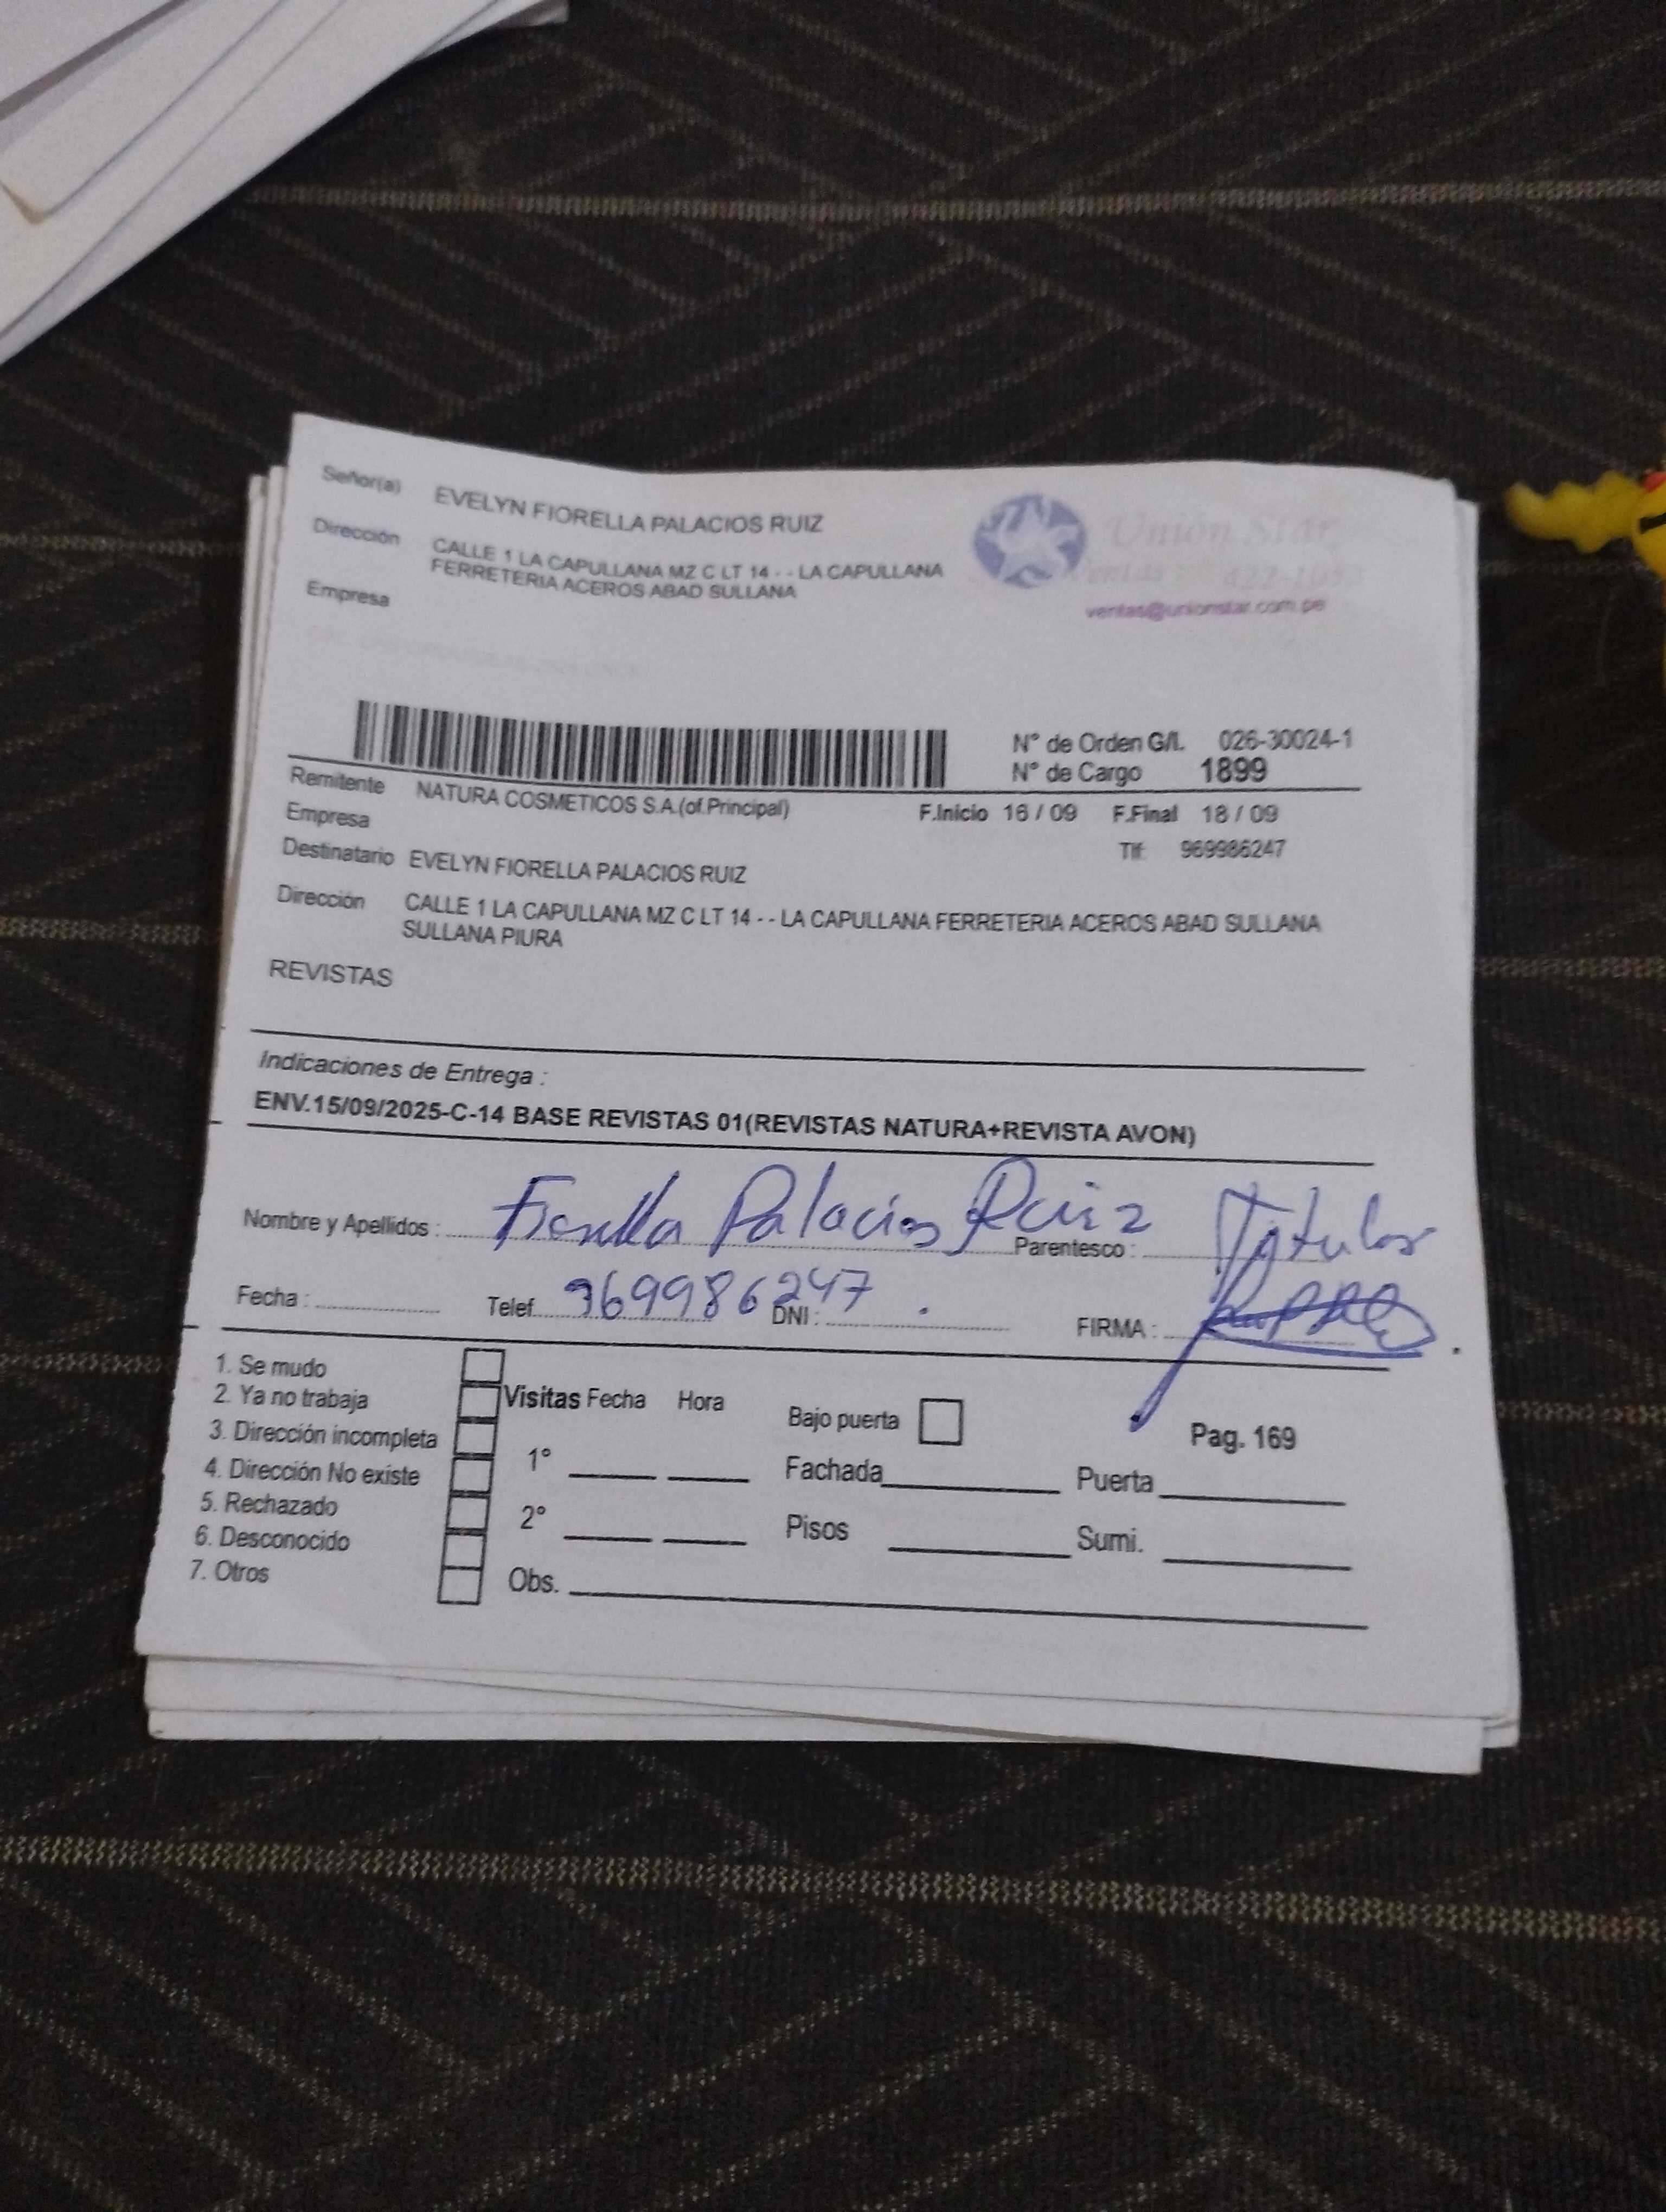 Señor(a) EVELYN FIORELLA PALACIOS RUIZ
Unión Star
Dirección CALLE 1 LA CAPULLANA MZ C LT 14 - - LA CAPULLANA
FERRETERIA ACEROS ABAD SULLANA
ventas@unionstar.com.pe
Empresa
N° de Orden G/L 026-30024-1
N° de Cargo 1899
Remitente NATURA COSMETICOS S.A.(of.Principal) F.Inicio 16 / 09 F.Final 18 / 09
Empresa
Tlf: 969986247
Destinatario EVELYN FIORELLA PALACIOS RUIZ
Dirección CALLE 1 LA CAPULLANA MZ C LT 14 - - LA CAPULLANA FERRETERIA ACEROS ABAD SULLANA
SULLANA PIURA
REVISTAS
Indicaciones de Entrega :
ENV.15/09/2025-C-14 BASE REVISTAS 01(REVISTAS NATURA+REVISTA AVON)
Nombre y Apellidos : Fiorella Palacios Ruiz Parentesco : Titular
Fecha : Telef. 969986247 DNI : FIRMA :
1. Se mudo
2. Ya no trabaja
3. Dirección incompleta
4. Dirección No existe
5. Rechazado
6. Desconocido
7. Otros
Visitas Fecha Hora Bajo puerta Pag. 169
1° Fachada Puerta
2° Pisos Sumi.
Obs.